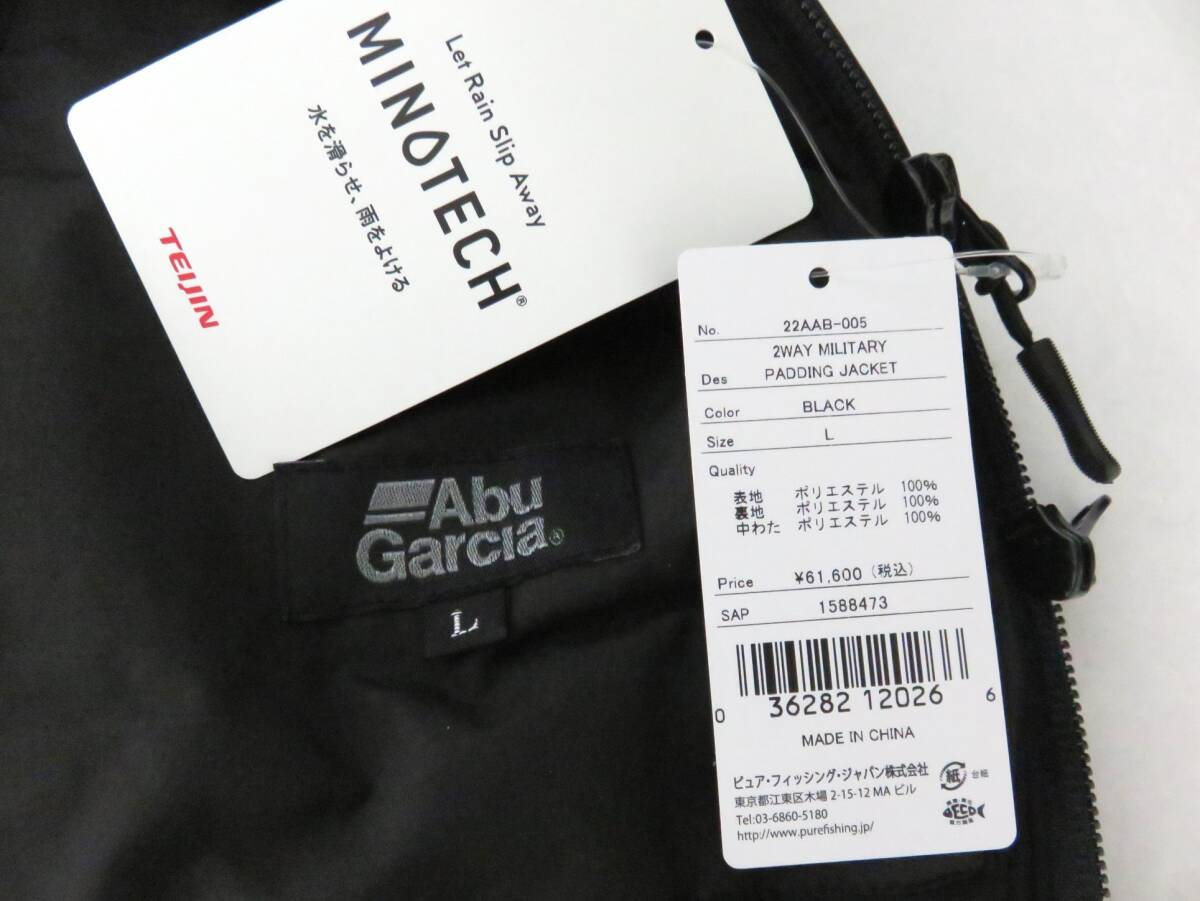 Let Rain Slip Away
MINOTECH®
水を滑らせ、雨をよける
TEIJIN
Abu
Garcia®
L
No. 22AAB-005
2WAY MILITARY
Des PADDING JACKET
Color BLACK
Size L
Quality
表地 ポリエステル 100%
裏地 ポリエステル 100%
中わた ポリエステル 100%
Price ¥61,600 (税込)
SAP 1588473
0 36282 12026 6
MADE IN CHINA
ピュア・フィッシング・ジャパン株式会社
東京都江東区木場 2-15-12 MA ビル
Tel:03-6860-5180
http://www.purefishing.jp/
紙 台紙
ECO